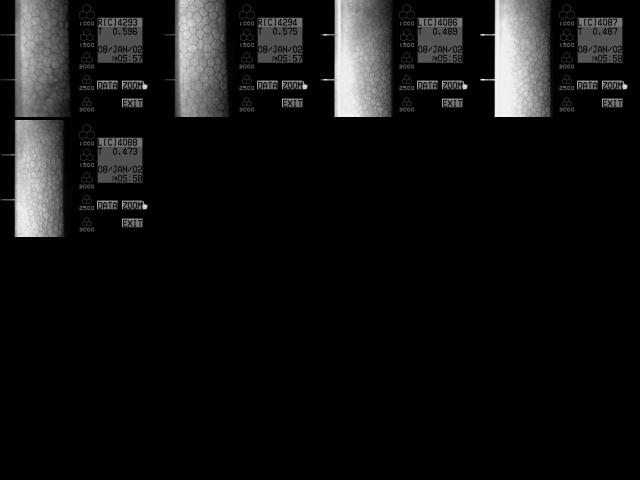 1000 R[C]4293
T 0.596
1500
08/JAN/02
PM05:57
2000
2500 DATA ZOOM
EXIT
3000
1000 R[C]4294
T 0.575
1500
08/JAN/02
PM05:57
2000
2500 DATA ZOOM
EXIT
3000
1000 L[C]4086
T 0.489
1500
08/JAN/02
PM05:58
2000
2500 DATA ZOOM
EXIT
3000
1000 L[C]4087
T 0.487
1500
08/JAN/02
PM05:58
2000
2500 DATA ZOOM
EXIT
3000
1000 L[C]4088
T 0.473
1500
08/JAN/02
PM05:58
2000
2500 DATA ZOOM
EXIT
3000